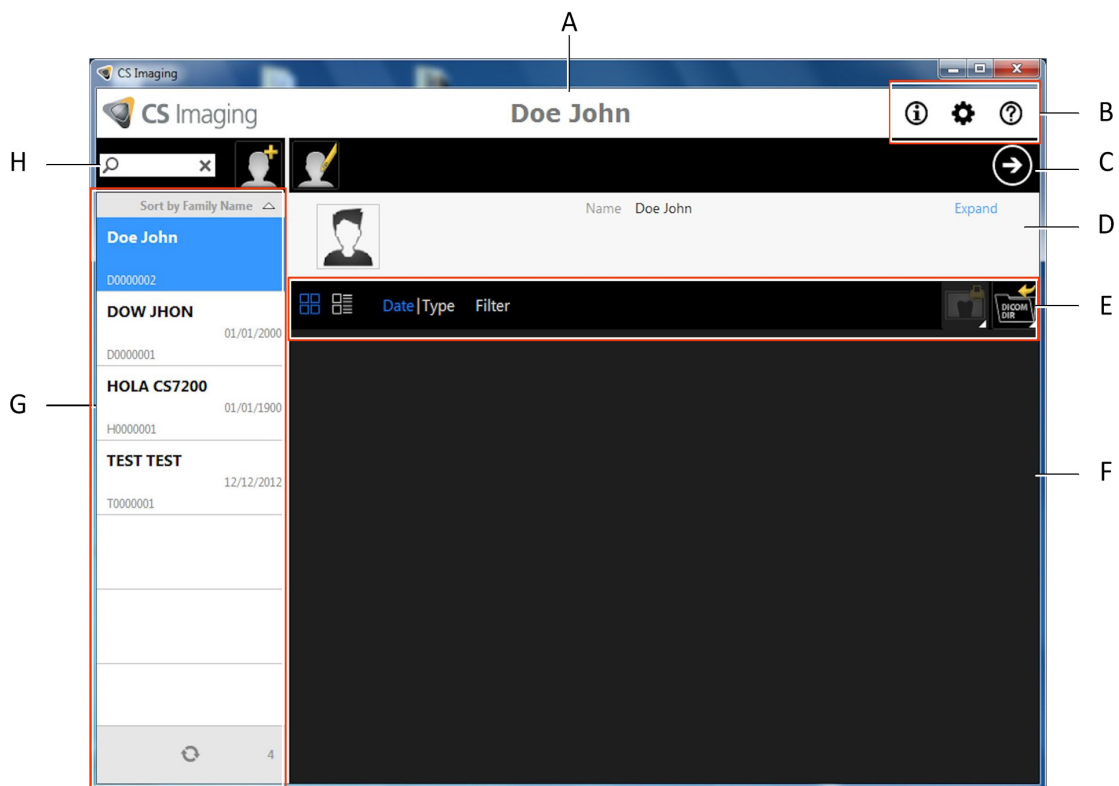 A
CS Imaging
CS Imaging
Doe John
B
H
C
Sort by Family Name
Name Doe John
Expand
D
Doe John
D0000002
Date|Type Filter
DICOM
DIR
E
DOW JHON
01/01/2000
D0000001
HOLA CS7200
01/01/1900
H0000001
G
TEST TEST
12/12/2012
T0000001
F
4